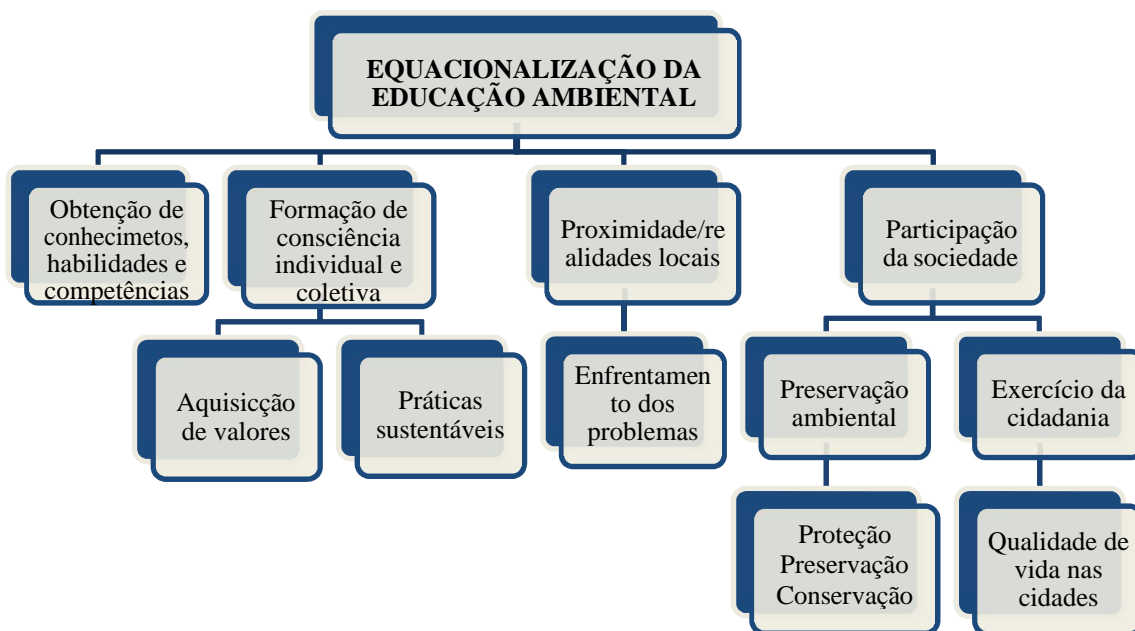 EQUACIONALIZAÇÃO DA
EDUCAÇÃO AMBIENTAL
Obtenção de
conhecimetos,
habilidades e
competências
Formação de
consciência
individual e
coletiva
Proximidade/re
alidades locais
Participação
da sociedade
Aquisicção
de valores
Práticas
sustentáveis
Enfrentamen
to dos
problemas
Preservação
ambiental
Exercício da
cidadania
Proteção
Preservação
Conservação
Qualidade de
vida nas
cidades